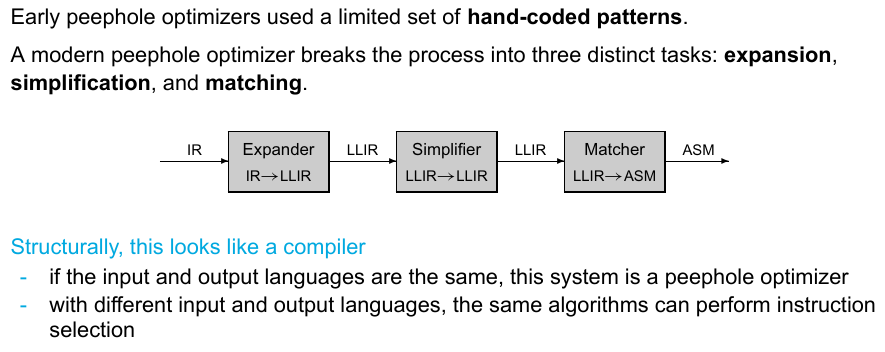 Early peephole optimizers used a limited set of hand-coded patterns.
A modern peephole optimizer breaks the process into three distinct tasks: expansion,
simplification, and matching.
IR
Expander
IR→LLIR
LLIR
Simplifier
LLIR→LLIR
LLIR
Matcher
LLIR→ASM
ASM
Structurally, this looks like a compiler
- if the input and output languages are the same, this system is a peephole optimizer
- with different input and output languages, the same algorithms can perform instruction
selection